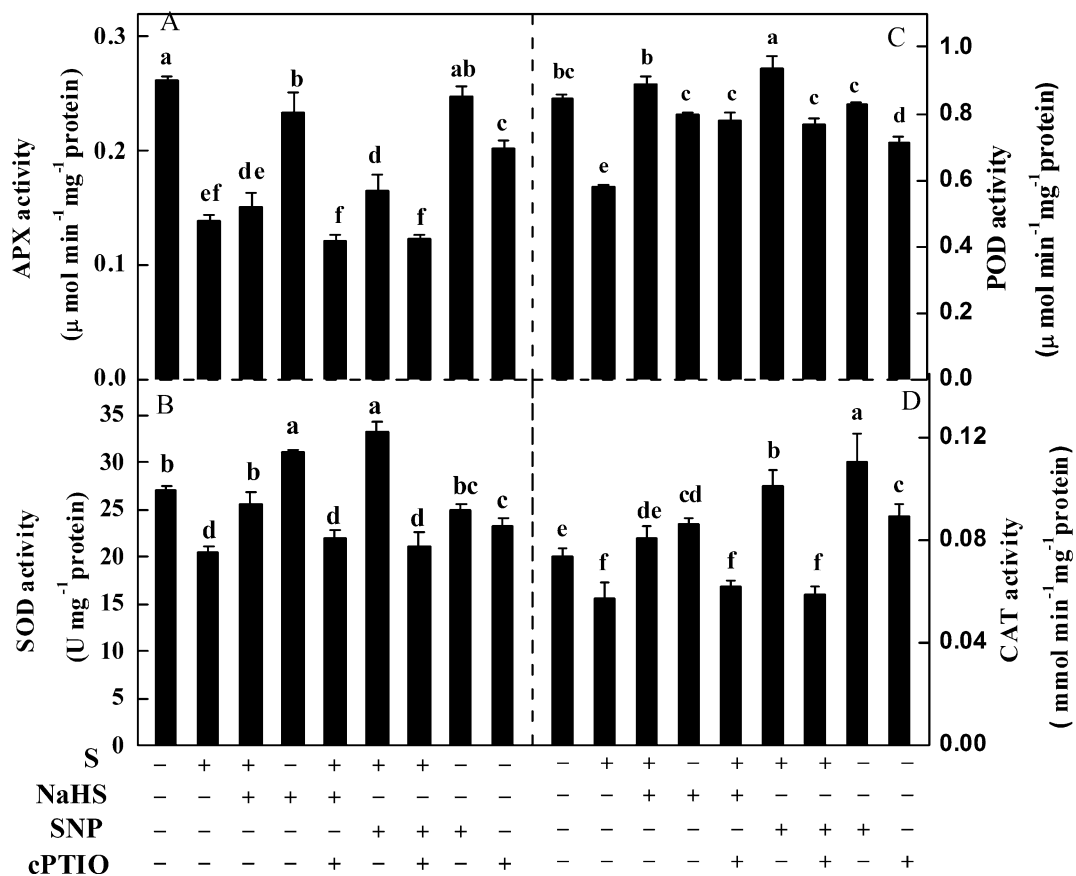 A
C
0.3
0.2
0.1
0.0
APX activity
(μ mol min⁻¹mg⁻¹protein)
a
ef
de
b
f
d
f
ab
c
bc
e
b
c
c
a
c
c
d
1.0
0.8
0.6
0.4
0.2
0.0
POD activity
(μ mol min⁻¹mg⁻¹protein)
B
D
35
30
25
20
15
10
5
0
SOD activity
(U mg⁻¹protein)
b
d
b
a
d
a
d
bc
c
e
f
de
cd
f
b
f
a
c
0.12
0.08
0.04
0.00
CAT activity
( mmol min⁻¹mg⁻¹protein)
S − + + − + + + − − − + + − + + + − −
NaHS − − + + + − − − − − − + + + − − − −
SNP − − − − − + + + − − − − − − + + + −
cPTIO − − − − + − + − + − − − − + − + − +